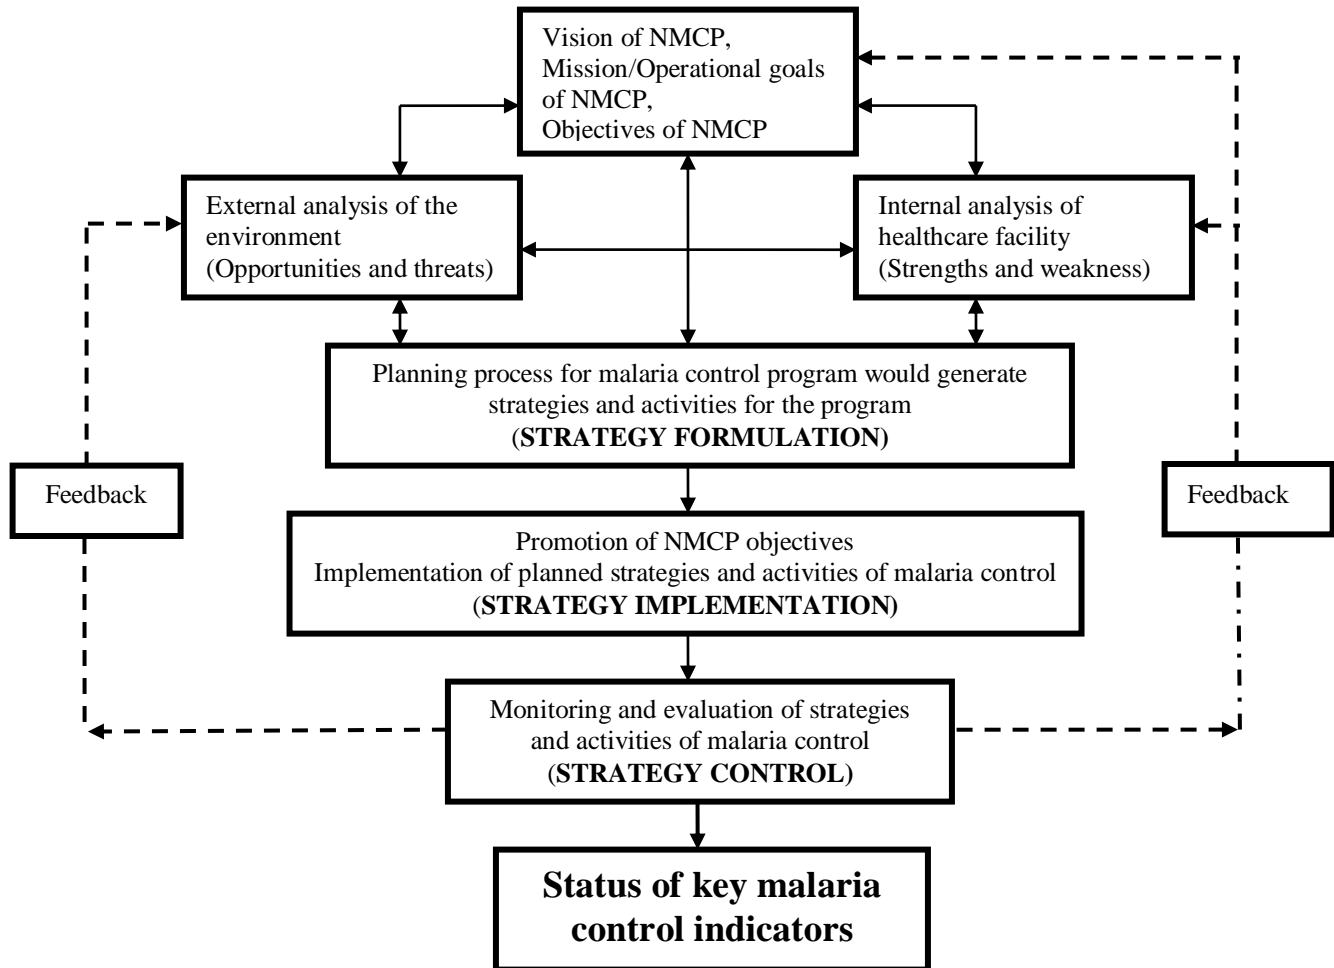 Vision of NMCP,
Mission/Operational goals
of NMCP,
Objectives of NMCP
External analysis of the
environment
(Opportunities and threats)
Internal analysis of
healthcare facility
(Strengths and weakness)
Planning process for malaria control program would generate
strategies and activities for the program
(STRATEGY FORMULATION)
Feedback
Feedback
Promotion of NMCP objectives
Implementation of planned strategies and activities of malaria control
(STRATEGY IMPLEMENTATION)
Monitoring and evaluation of strategies
and activities of malaria control
(STRATEGY CONTROL)
Status of key malaria
control indicators